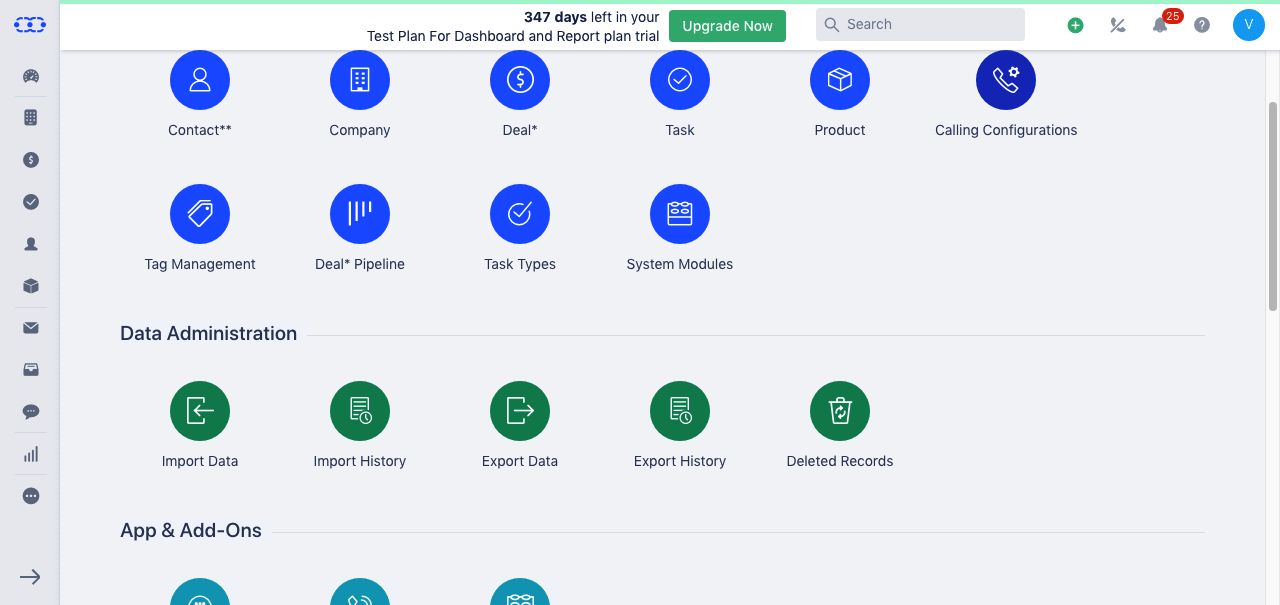 347 days left in your
Test Plan For Dashboard and Report plan trial
Upgrade Now
Search
25
V
Contact**
Company
Deal*
Task
Product
Calling Configurations
Tag Management
Deal* Pipeline
Task Types
System Modules
Data Administration
Import Data
Import History
Export Data
Export History
Deleted Records
App & Add-Ons